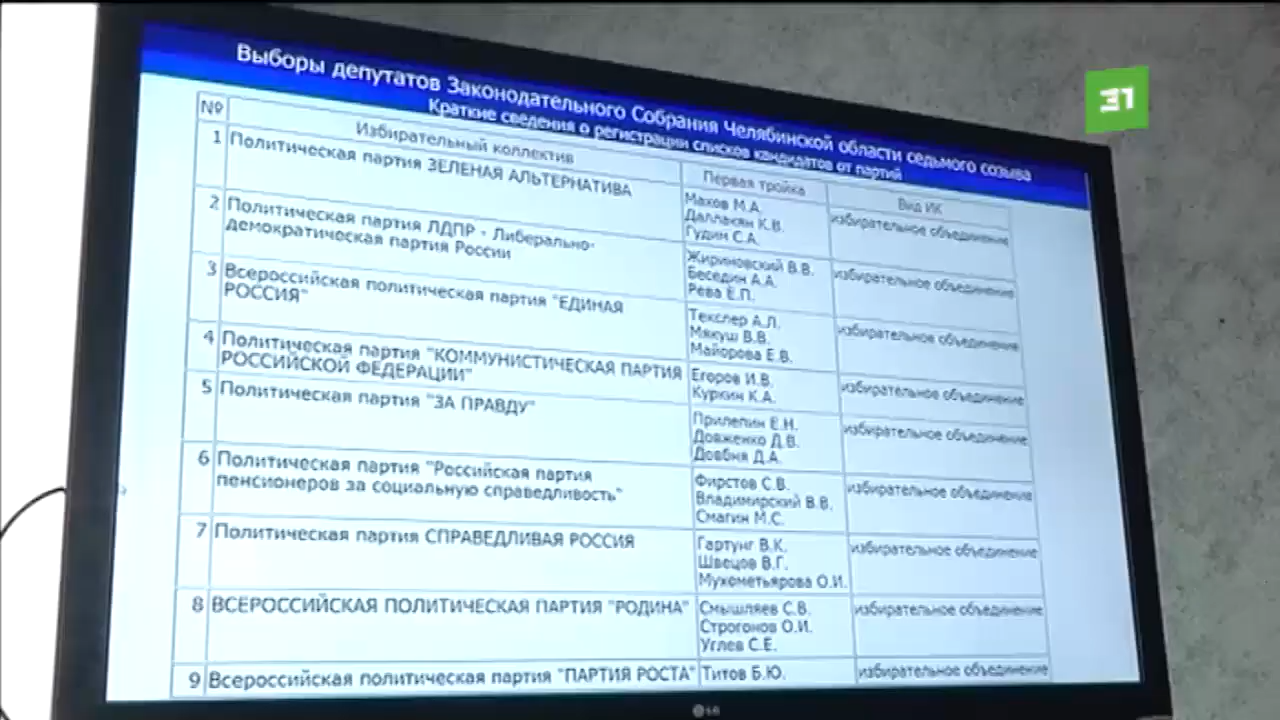 31
Выборы депутатов Законодательного Собрания Челябинской области седьмого созыва
Краткие сведения о регистрации списков кандидатов от партий
№
Избирательный коллектив
Первая тройка
Вид ИК
1
Политическая партия ЗЕЛЕНАЯ АЛЬТЕРНАТИВА
Махов М.А.
Даллакян К.В.
Гудин С.А.
избирательное объединение
2
Политическая партия ЛДПР - Либерально-
демократическая партия России
Жириновский В.В.
Беседин А.А.
Рева Е.П.
избирательное объединение
3
Всероссийская политическая партия "ЕДИНАЯ
РОССИЯ"
Текслер А.Л.
Мякуш В.В.
Майорова Е.В.
избирательное объединение
4
Политическая партия "КОММУНИСТИЧЕСКАЯ ПАРТИЯ
РОССИЙСКОЙ ФЕДЕРАЦИИ"
Егоров И.В.
Куркин К.А.
избирательное объединение
5
Политическая партия "ЗА ПРАВДУ"
Прилепин Е.Н.
Довженко Д.В.
Довбня Д.А.
избирательное объединение
6
Политическая партия "Российская партия
пенсионеров за социальную справедливость"
Фирстов С.В.
Владимирский В.В.
Смагин М.С.
избирательное объединение
7
Политическая партия СПРАВЕДЛИВАЯ РОССИЯ
Гартунг В.К.
Швецов В.Г.
Мухометьярова О.И.
избирательное объединение
8
ВСЕРОССИЙСКАЯ ПОЛИТИЧЕСКАЯ ПАРТИЯ "РОДИНА"
Смышляев С.В.
Строгонов О.И.
Углев С.Е.
избирательное объединение
9
Всероссийская политическая партия "ПАРТИЯ РОСТА"
Титов Б.Ю.
избирательное объединение
LG